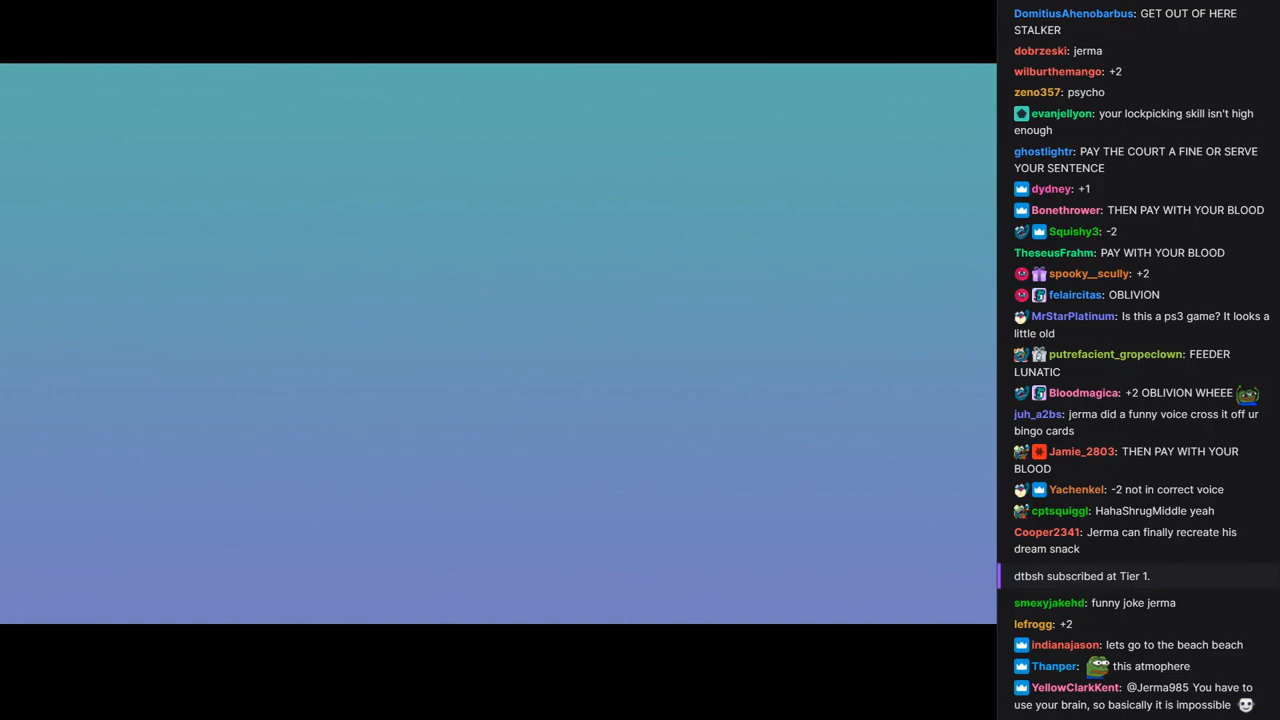 DomitiusAhenobarbus: GET OUT OF HERE
STALKER
dobrzeski: jerma
wilburthemango: +2
zeno357: psycho
evanjellyon: your lockpicking skill isn't high
enough
ghostlightr: PAY THE COURT A FINE OR SERVE
YOUR SENTENCE
dydney: +1
Bonethrower: THEN PAY WITH YOUR BLOOD
Squishy3: -2
TheseusFrahm: PAY WITH YOUR BLOOD
spooky__scully: +2
felaircitas: OBLIVION
MrStarPlatinum: Is this a ps3 game? It looks a
little old
putrefacient_gropeclown: FEEDER
LUNATIC
Bloodmagica: +2 OBLIVION WHEEE
juh_a2bs: jerma did a funny voice cross it off ur
bingo cards
Jamie_2803: THEN PAY WITH YOUR
BLOOD
Yachenkel: -2 not in correct voice
cptsquiggl: HahaShrugMiddle yeah
Cooper2341: Jerma can finally recreate his
dream snack
dtbsh subscribed at Tier 1.
smexyjakehd: funny joke jerma
lefrogg: +2
indianajason: lets go to the beach beach
Thanper: this atmophere
YellowClarkKent: @Jerma985 You have to
use your brain, so basically it is impossible